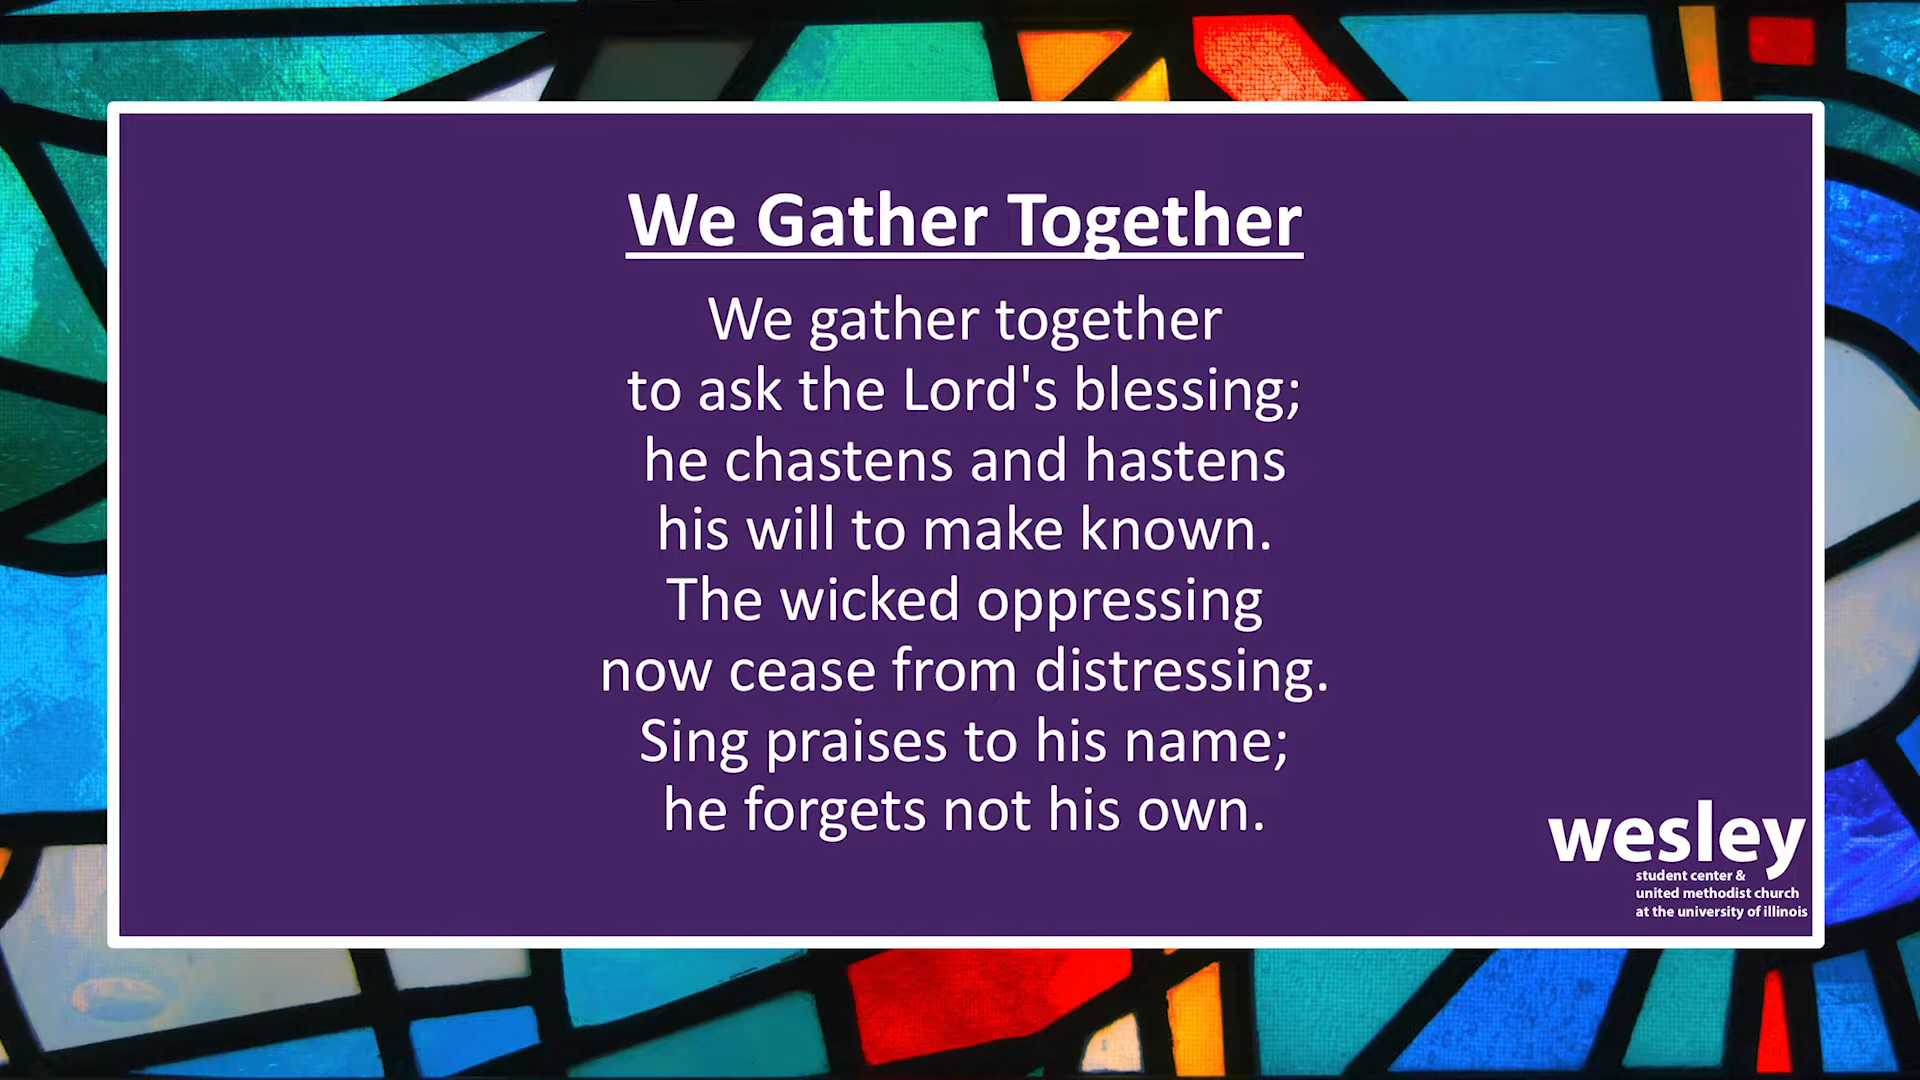 We Gather Together
We gather together
to ask the Lord's blessing;
he chastens and hastens
his will to make known.
The wicked oppressing
now cease from distressing.
Sing praises to his name;
he forgets not his own.
wesley
student center &
united methodist church
at the university of illinois